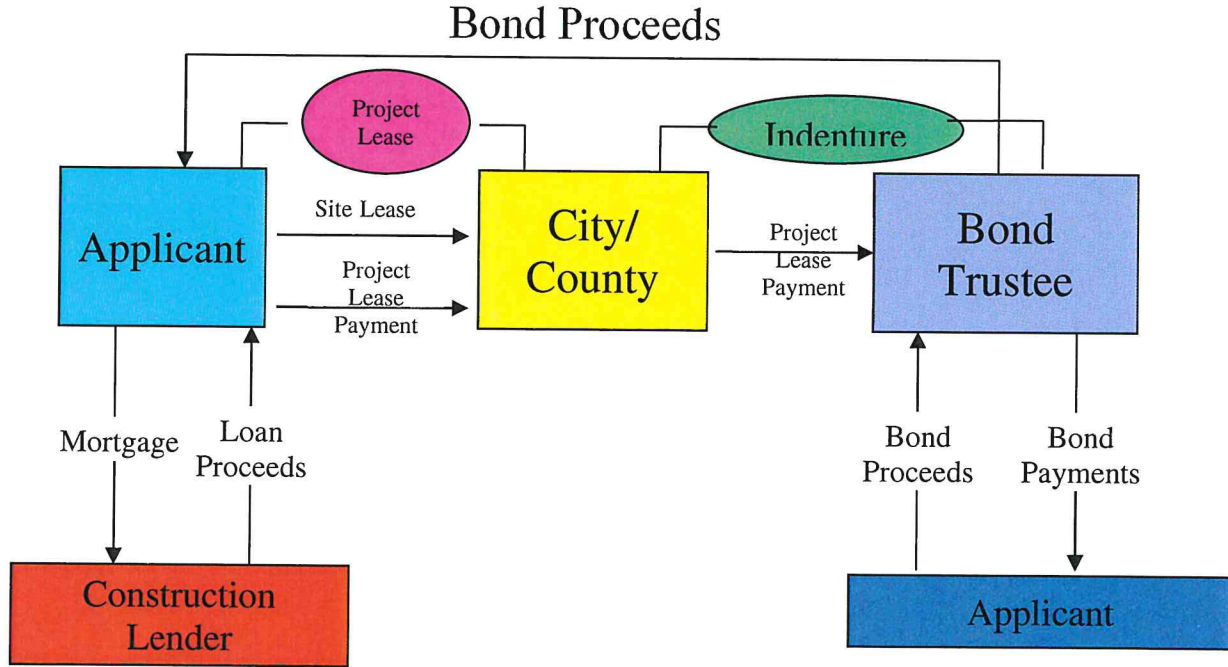 Bond Proceeds
Project
Lease
Indenture
Applicant
Site Lease
Project
Lease
Payment
City/
County
Project
Lease
Payment
Bond
Trustee
Mortgage
Loan
Proceeds
Bond
Proceeds
Bond
Payments
Construction
Lender
Applicant